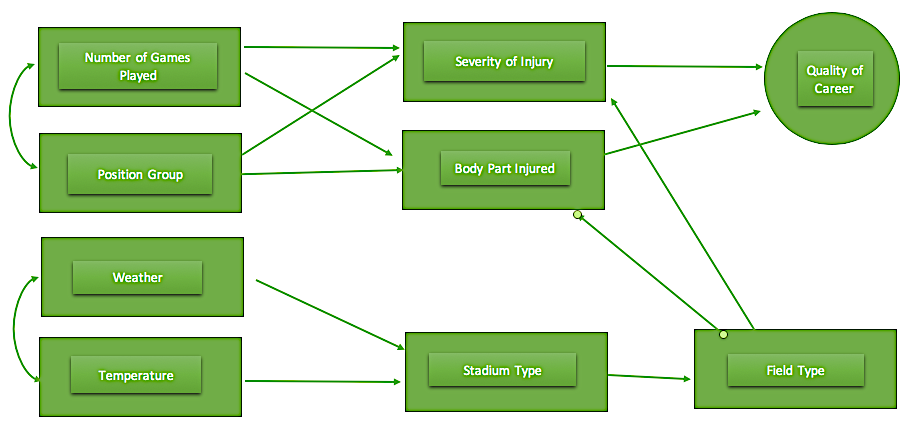 Number of Games
Played
Severity of Injury
Quality of
Career
Position Group
Body Part Injured
Weather
Temperature
Stadium Type
Field Type